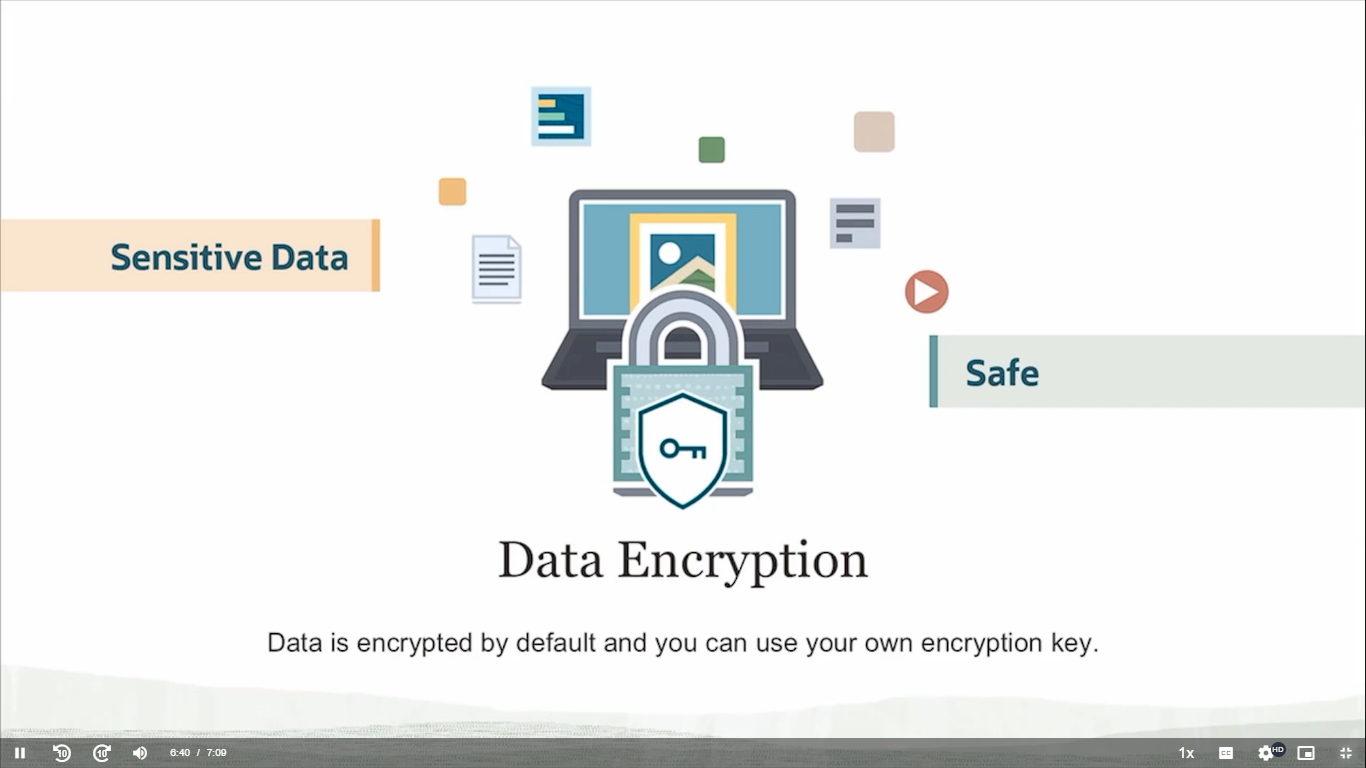 Sensitive Data
Safe
Data Encryption
Data is encrypted by default and you can use your own encryption key.
10
10
6:40 / 7:09
1x
CC
HD